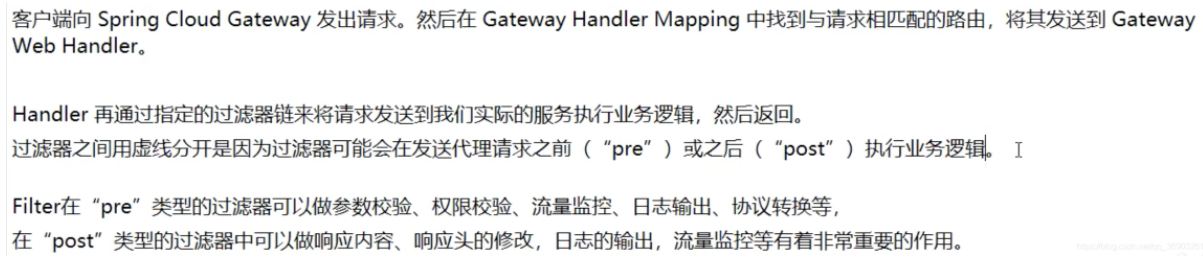 客户端向 Spring Cloud Gateway 发出请求。然后在 Gateway Handler Mapping 中找到与请求相匹配的路由，将其发送到 Gateway
Web Handler。
Handler 再通过指定的过滤器链来将请求发送到我们实际的服务执行业务逻辑，然后返回。
过滤器之间用虚线分开是因为过滤器可能会在发送代理请求之前（“pre”）或之后（“post”）执行业务逻辑。
Filter在“pre”类型的过滤器可以做参数校验、权限校验、流量监控、日志输出、协议转换等，
在“post”类型的过滤器中可以做响应内容、响应头的修改，日志的输出，流量监控等有着非常重要的作用。